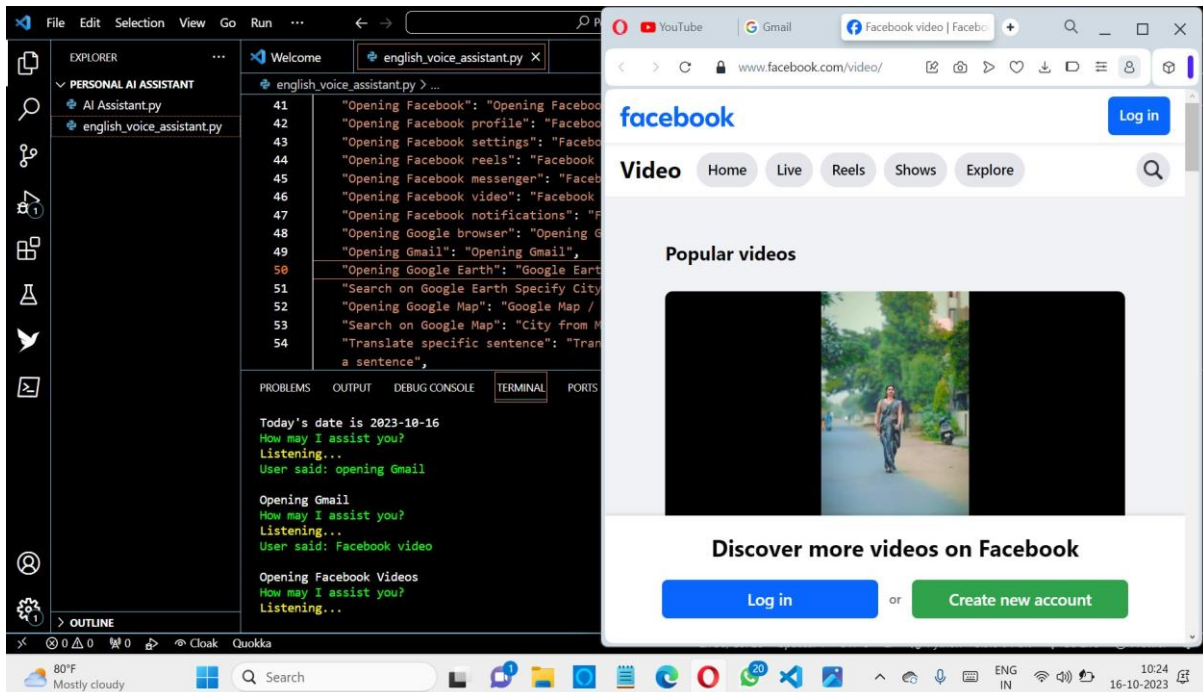 File Edit Selection View Go Run ...
EXPLORER
PERSONAL AI ASSISTANT
AI Assistant.py
english_voice_assistant.py
OUTLINE
Welcome
english_voice_assistant.py
english_voice_assistant.py > ...
41 "Opening Facebook": "Opening Faceboo
42 "Opening Facebook profile": "Faceboo
43 "Opening Facebook settings": "Facebo
44 "Opening Facebook reels": "Facebook
45 "Opening Facebook messenger": "Faceb
46 "Opening Facebook video": "Facebook
47 "Opening Facebook notifications": "F
48 "Opening Google browser": "Opening G
49 "Opening Gmail": "Opening Gmail",
50 "Opening Google Earth": "Google Eart
51 "Search on Google Earth Specify City
52 "Opening Google Map": "Google Map /
53 "Search on Google Map": "City from M
54 "Translate specific sentence": "Tran
a sentence",
PROBLEMS OUTPUT DEBUG CONSOLE TERMINAL PORTS
Today's date is 2023-10-16
How may I assist you?
Listening...
User said: opening Gmail
Opening Gmail
How may I assist you?
Listening...
User said: Facebook video
Opening Facebook Videos
How may I assist you?
Listening...
0 0 0 Cloak Quokka
YouTube Gmail Facebook video | Facebo
www.facebook.com/video/
facebook Log in
Video Home Live Reels Shows Explore
Popular videos
Discover more videos on Facebook
Log in or Create new account
80°F
Mostly cloudy
Search
20
ENG
IN
10:24
16-10-2023